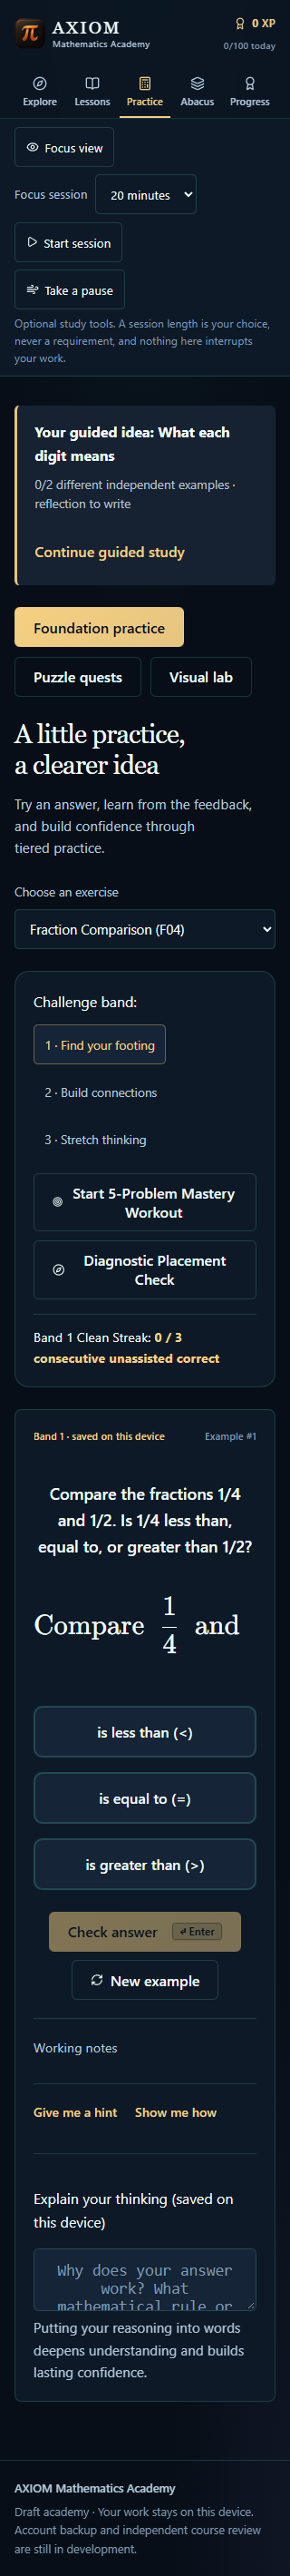 AXIOM
Mathematics Academy
0 XP
0/100 today
Explore
Lessons
Practice
Abacus
Progress
Focus view
Focus session
20 minutes
Start session
Take a pause
Optional study tools. A session length is your choice,
never a requirement, and nothing here interrupts
your work.
Your guided idea: What each
digit means
0/2 different independent examples ·
reflection to write
Continue guided study
Foundation practice
Puzzle quests
Visual lab
A little practice,
a clearer idea
Try an answer, learn from the feedback,
and build confidence through
tiered practice.
Choose an exercise
Fraction Comparison (F04)
Challenge band:
1 · Find your footing
2 · Build connections
3 · Stretch thinking
Start 5-Problem Mastery
Workout
Diagnostic Placement
Check
Band 1 Clean Streak: 0 / 3
consecutive unassisted correct
Band 1 · saved on this device
Example #1
Compare the fractions 1/4
and 1/2. Is 1/4 less than,
equal to, or greater than 1/2?
Compare 1/4 and
is less than (<)
is equal to (=)
is greater than (>)
Check answer ⏎ Enter
New example
Working notes
Give me a hint
Show me how
Explain your thinking (saved on
this device)
Why does your answer
work? What
mathematical rule or
Putting your reasoning into words
deepens understanding and builds
lasting confidence.
AXIOM Mathematics Academy
Draft academy · Your work stays on this device.
Account backup and independent course review
are still in development.